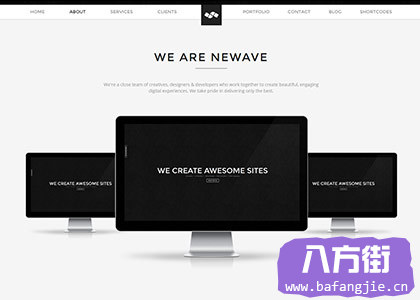 HOME ABOUT SERVICES CLIENTS PORTFOLIO CONTACT BLOG SHORTCODES
WE ARE NEWAVE
We're a close team of creatives, designers & developers who work together to create beautiful, engaging
digital experiences. We take pride in delivering only the best.
WE CREATE AWESOME SITES
WE CREATE AWESOME SITES
WE CREATE AWESOME SITES
八方街
www.bafangjie.cn